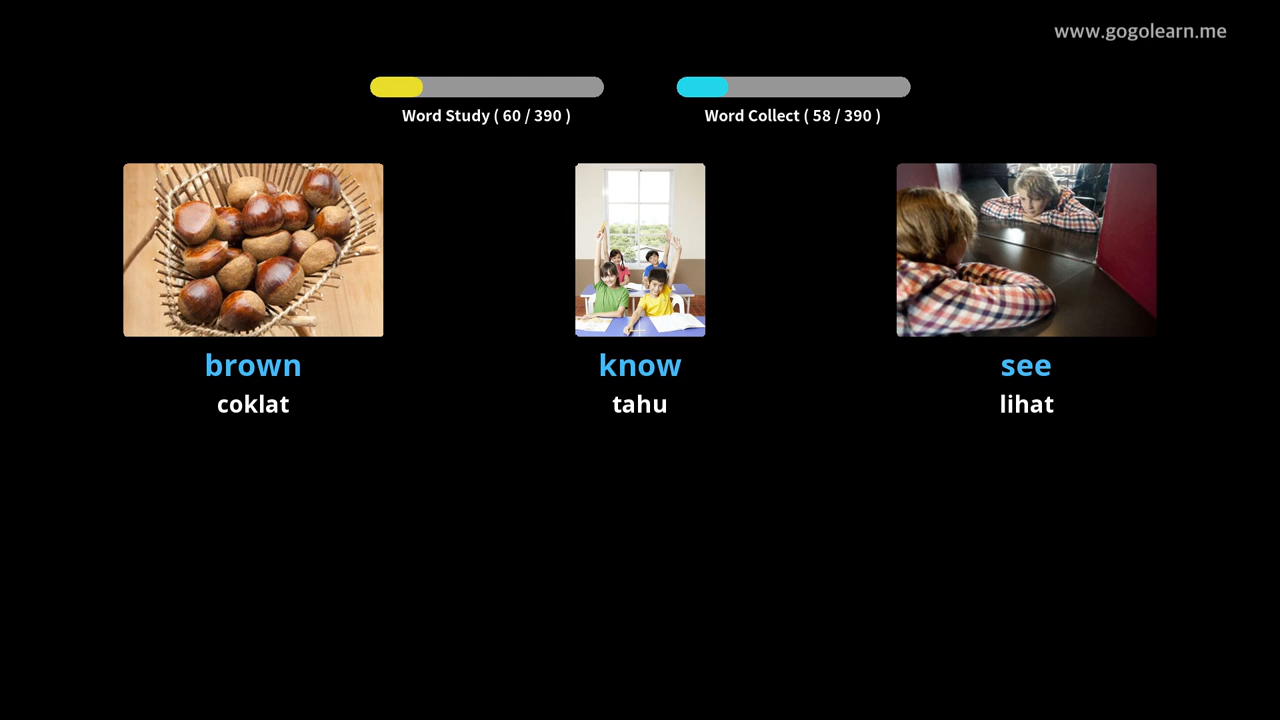 www.gogolearn.me
Word Study ( 60 / 390 )
Word Collect ( 58 / 390 )
brown
know
see
coklat
tahu
lihat